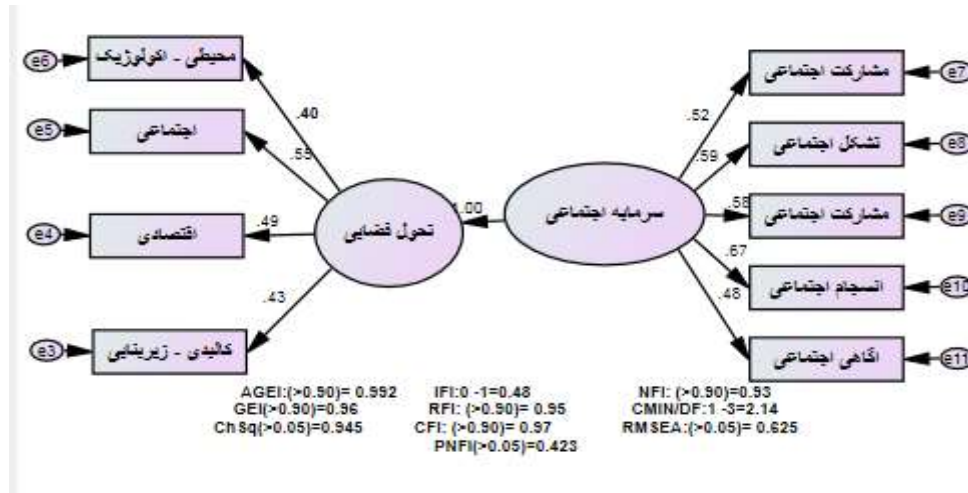 محیطی - اکولوژیک
e6
اجتماعی
e5
اقتصادی
e4
کالبدی - زیربنایی
e3
.40
.55
.49
.43
تحول فضایی
1.00
سرمایه اجتماعی
.52
.59
.58
.67
.48
مشارکت اجتماعی
e7
تشکل اجتماعی
e8
مشارکت اجتماعی
e9
انسجام اجتماعی
e10
اگاهی اجتماعی
e11
AGEI:(>0.90)= 0.992 IFI:0 -1=0.48 NFI: (>0.90)=0.93
GEI(>0.90)=0.96 RFI: (>0.90)= 0.95 CMIN/DF:1 -3=2.14
ChSq(>0.05)=0.945 CFI: (>0.90)= 0.97 RMSEA:(>0.05)= 0.625
PNFI(>0.05)=0.423